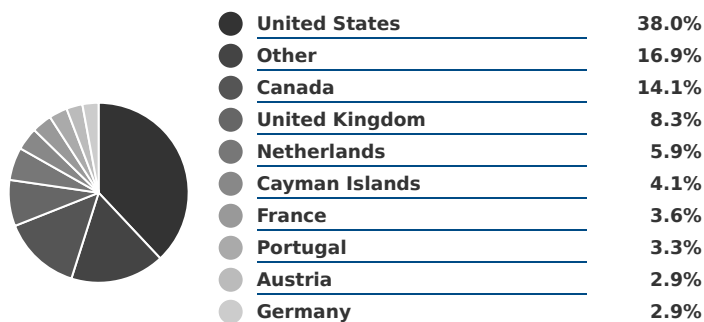 United States 38.0%
Other 16.9%
Canada 14.1%
United Kingdom 8.3%
Netherlands 5.9%
Cayman Islands 4.1%
France 3.6%
Portugal 3.3%
Austria 2.9%
Germany 2.9%